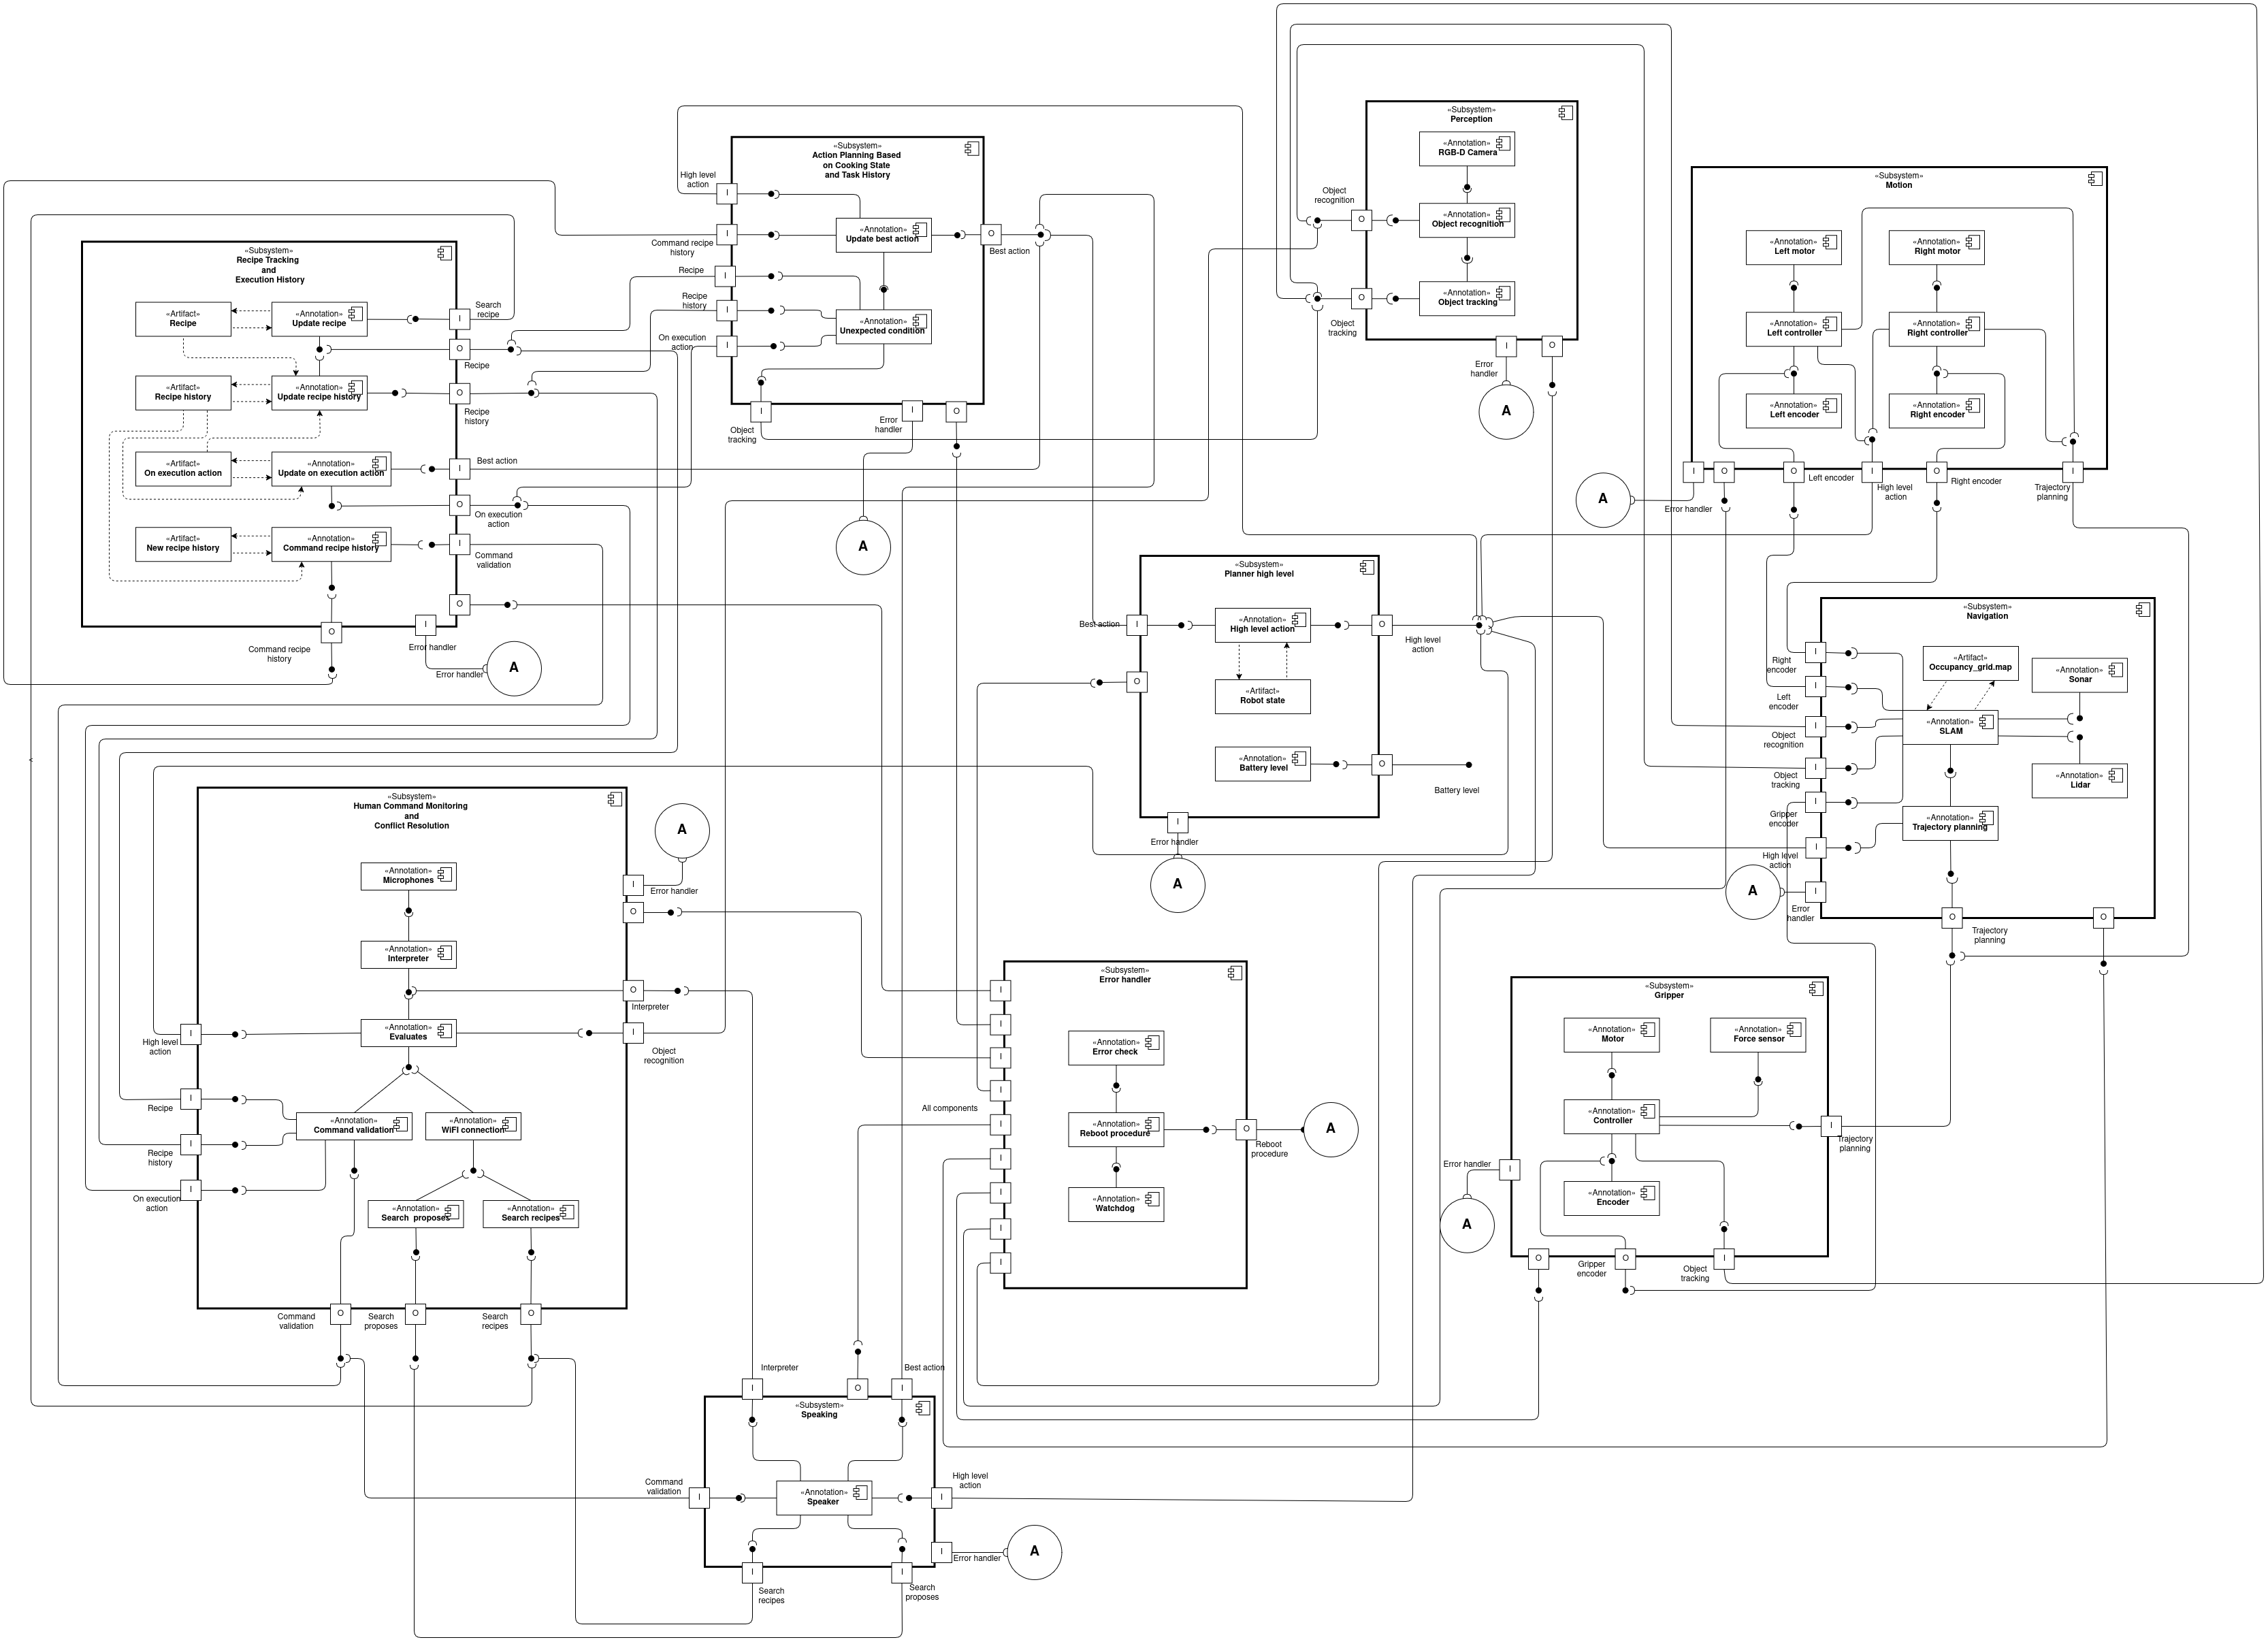 «Subsystem»
Recipe Tracking
and
Execution History
«Artifact»
Recipe
«Annotation»
Update recipe
«Artifact»
Recipe history
«Annotation»
Update recipe history
«Artifact»
On execution action
«Annotation»
Update on execution action
«Artifact»
New recipe history
«Annotation»
Command recipe history
I
Search
recipe
O
Recipe
O
Recipe
history
I
Best action
O
On execution
action
I
Command
validation
O
O
Command recipe
history
I
Error handler
Error handler
A
«Subsystem»
Action Planning Based
on Cooking State
and Task History
High level
action
I
Command recipe
history
I
Recipe
I
Recipe
history
I
On execution
action
I
«Annotation»
Update best action
«Annotation»
Unexpected condition
O
Best action
I
Object
tracking
I
Error
handler
O
A
«Subsystem»
Perception
«Annotation»
RGB-D Camera
«Annotation»
Object recognition
«Annotation»
Object tracking
Object
recognition
O
O
Object
tracking
I
Error
handler
O
A
«Subsystem»
Motion
«Annotation»
Left motor
«Annotation»
Right motor
«Annotation»
Left controller
«Annotation»
Right controller
«Annotation»
Left encoder
«Annotation»
Right encoder
I
Error handler
O
O
Left encoder
I
High level
action
O
Right encoder
I
Trajectory
planning
A
«Subsystem»
Planner high level
«Annotation»
High level action
«Artifact»
Robot state
«Annotation»
Battery level
Best action
I
O
O
High level
action
O
Battery level
I
Error handler
A
«Subsystem»
Navigation
«Artifact»
Occupancy_grid.map
«Annotation»
Sonar
«Annotation»
SLAM
«Annotation»
Lidar
«Annotation»
Trajectory planning
I
Right
encoder
I
Left
encoder
I
Object
recognition
I
Object
tracking
I
Gripper
encoder
I
High level
action
I
Error
handler
A
O
Trajectory
planning
O
<
«Subsystem»
Human Command Monitoring
and
Conflict Resolution
«Annotation»
Microphones
«Annotation»
Interpreter
«Annotation»
Evaluates
«Annotation»
Command validation
«Annotation»
WiFI connection
«Annotation»
Search  proposes
«Annotation»
Search recipes
I
Error handler
A
O
O
Interpreter
I
Object
recognition
I
High level
action
I
Recipe
I
Recipe
history
I
On execution
action
O
Command
validation
O
Search
proposes
O
Search
recipes
«Subsystem»
Error handler
«Annotation»
Error check
«Annotation»
Reboot procedure
«Annotation»
Watchdog
I
I
I
I
All components
I
I
I
I
I
O
Reboot
procedure
A
«Subsystem»
Gripper
«Annotation»
Motor
«Annotation»
Force sensor
«Annotation»
Controller
«Annotation»
Encoder
I
Trajectory
planning
Error handler
I
A
O
Gripper
encoder
O
Object
tracking
I
«Subsystem»
Speaking
«Annotation»
Speaker
Interpreter
I
O
Best action
I
Command
validation
I
High level
action
I
I
Error handler
A
I
Search
recipes
I
Search
proposes